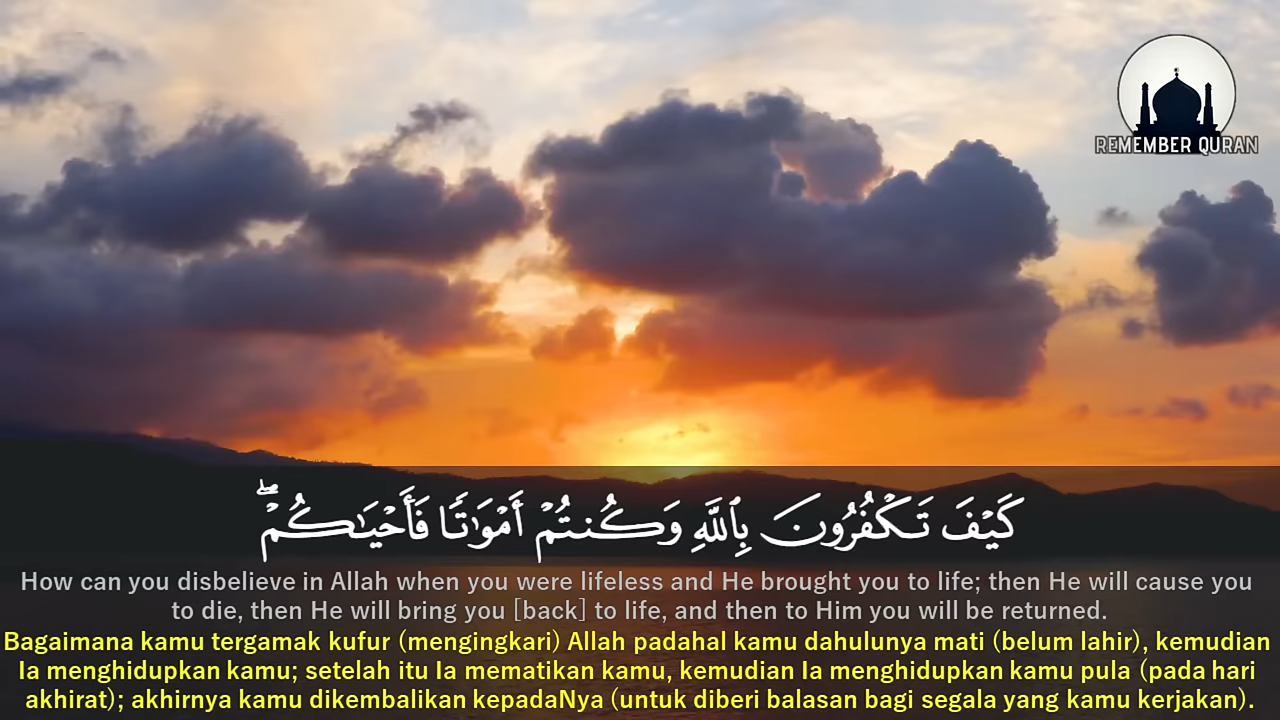 REMEMBER QURAN
كَيْفَ تَكْفُرُونَ بِٱللَّهِ وَكُنتُمْ أَمْوَٰتًا فَأَحْيَـٰكُمْ ۖ
How can you disbelieve in Allah when you were lifeless and He brought you to life; then He will cause you
to die, then He will bring you [back] to life, and then to Him you will be returned.
Bagaimana kamu tergamak kufur (mengingkari) Allah padahal kamu dahulunya mati (belum lahir), kemudian
Ia menghidupkan kamu; setelah itu Ia mematikan kamu, kemudian Ia menghidupkan kamu pula (pada hari
akhirat); akhirnya kamu dikembalikan kepadaNya (untuk diberi balasan bagi segala yang kamu kerjakan).